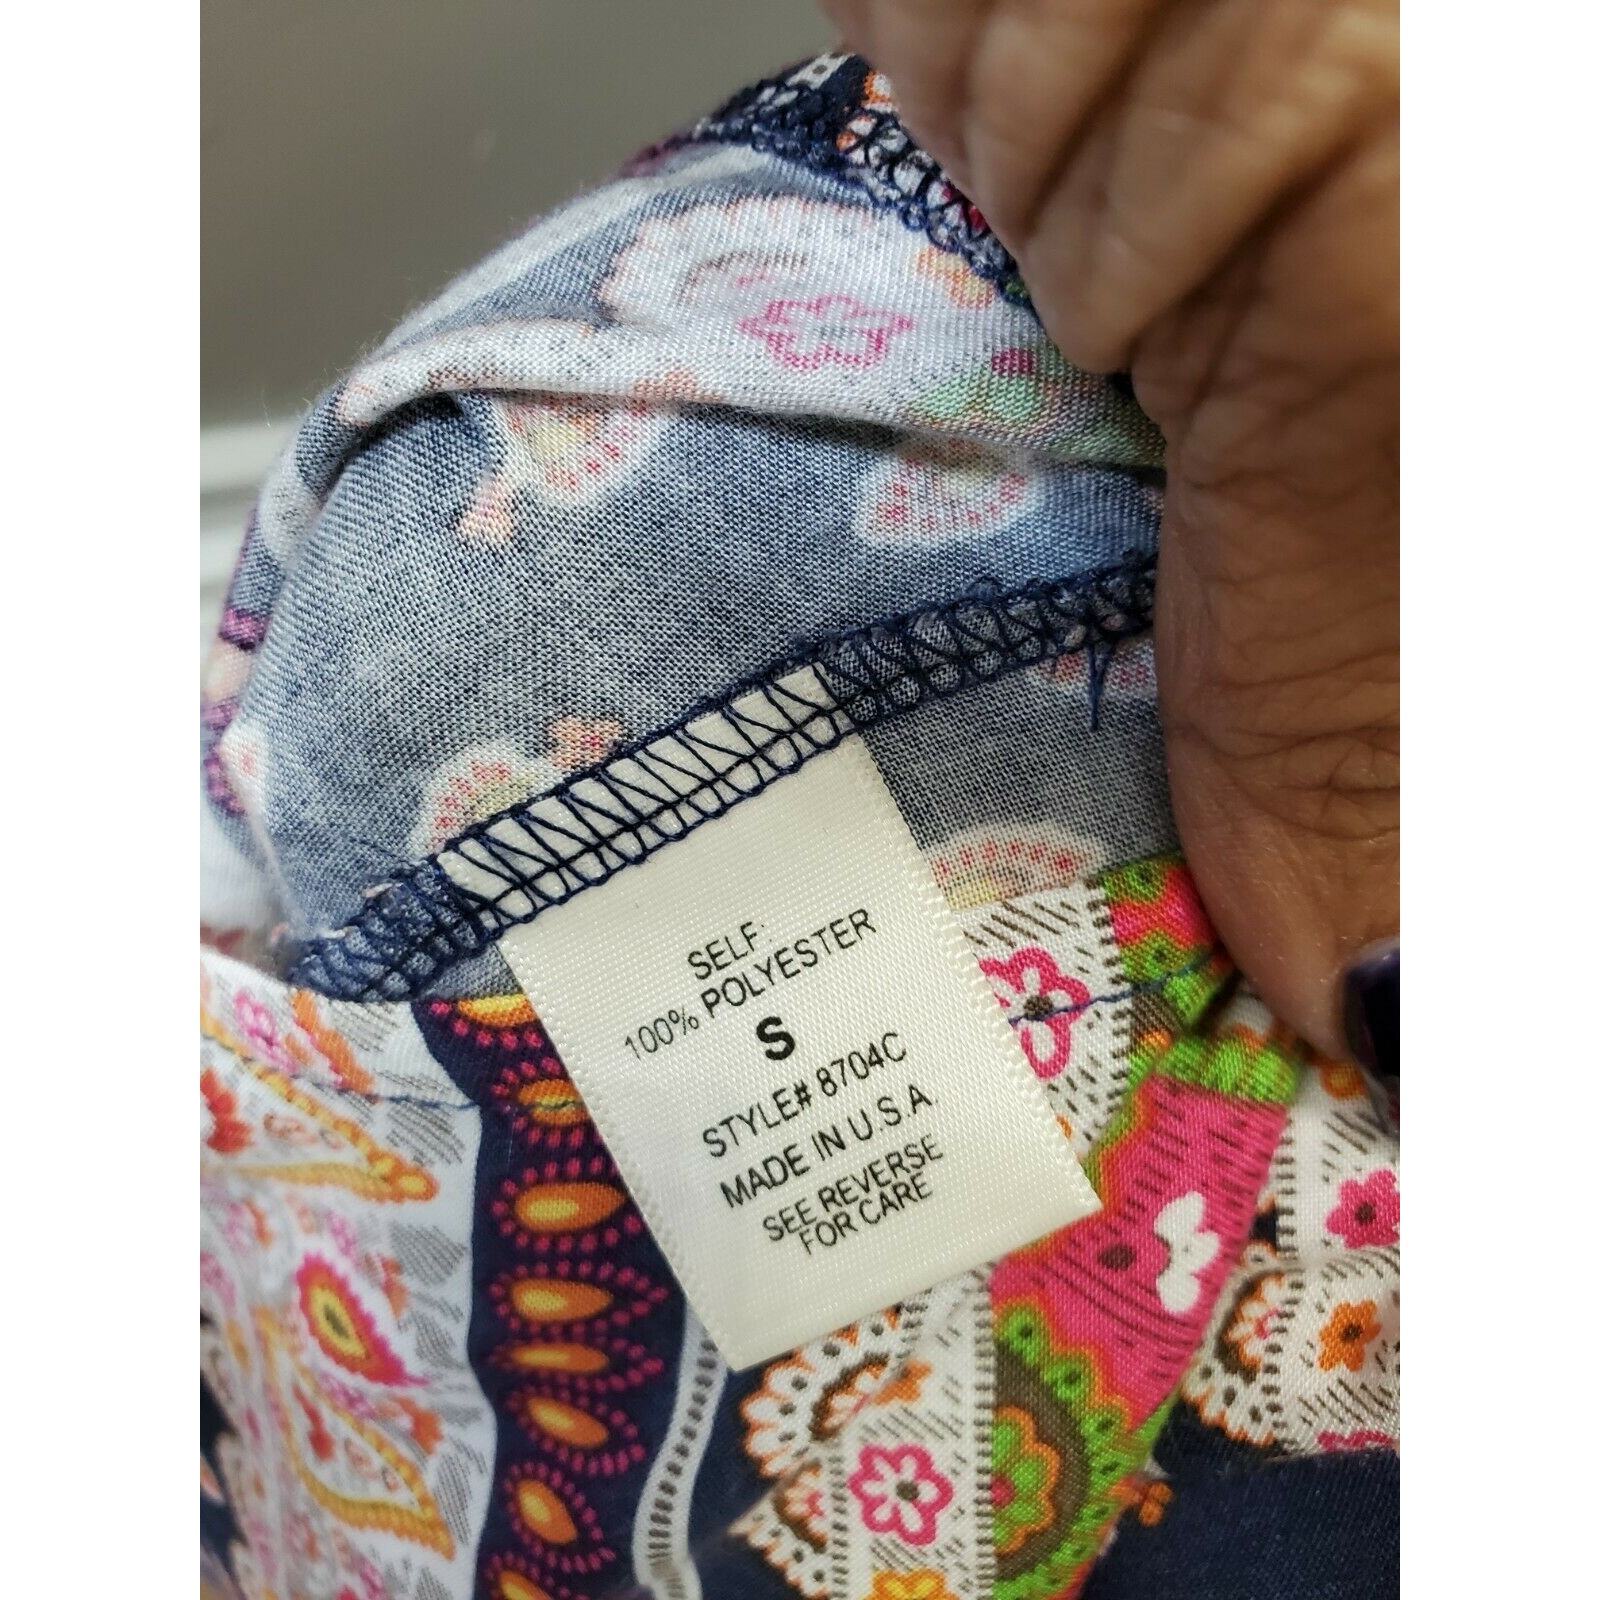 SELF:
100% POLYESTER
S
STYLE# 8704C
MADE IN U.S.A
SEE REVERSE
FOR CARE